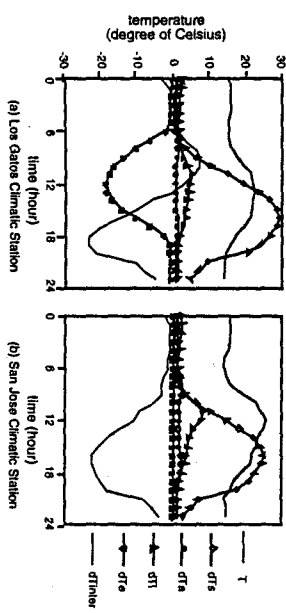 temperature
(degree of Celsius)
-30 -20 -10 0 10 20 30
0
6
12
18
24
time (hour)
(a) Los Gatos Climatic Station
0
6
12
18
24
time (hour)
(b) San Jose Climatic Station
T
dTs
dTa
dTi
dTe
dTinter